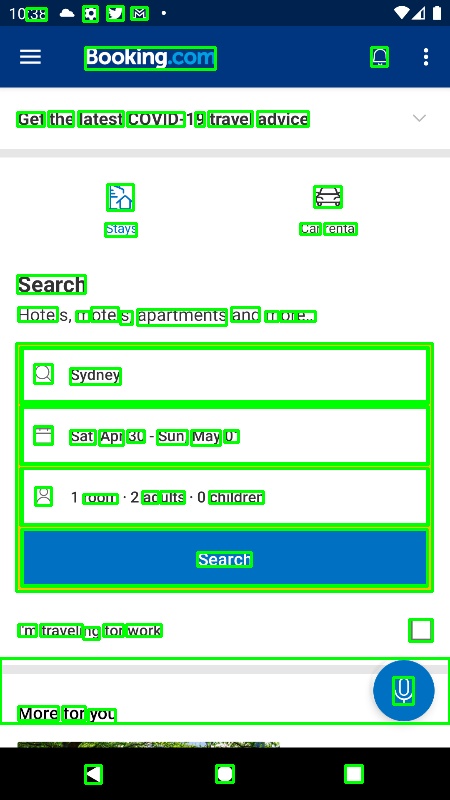 10:38
Booking.com
Get the latest COVID-19 travel advice
Stays
Car rental
Search
Hotels, motels, apartments and more...
Sydney
Sat Apr 30 - Sun May 01
1 room · 2 adults · 0 children
Search
I'm traveling for work
More for you